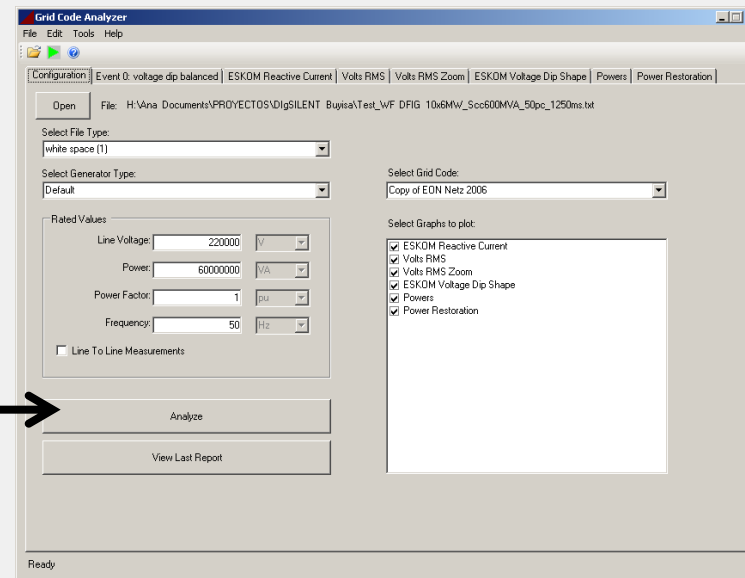 Grid Code Analyzer
File Edit Tools Help
Configuration Event 0: voltage dip balanced ESKOM Reactive Current Volts RMS Volts RMS Zoom ESKOM Voltage Dip Shape Powers Power Restoration
Open File: H:\Ana Documents\PROYECTOS\DIgSILENT Buyisa\Test_WF DFIG 10x6MW_Scc600MVA_50pc_1250ms.txt
Select File Type:
white space (1)
Select Generator Type:
Default
Rated Values
Line Voltage: 220000 V
Power: 60000000 VA
Power Factor: 1 pu
Frequency: 50 Hz
Line To Line Measurements
Analyze
View Last Report
Select Grid Code:
Copy of EON Netz 2006
Select Graphs to plot:
ESKOM Reactive Current
Volts RMS
Volts RMS Zoom
ESKOM Voltage Dip Shape
Powers
Power Restoration
Ready